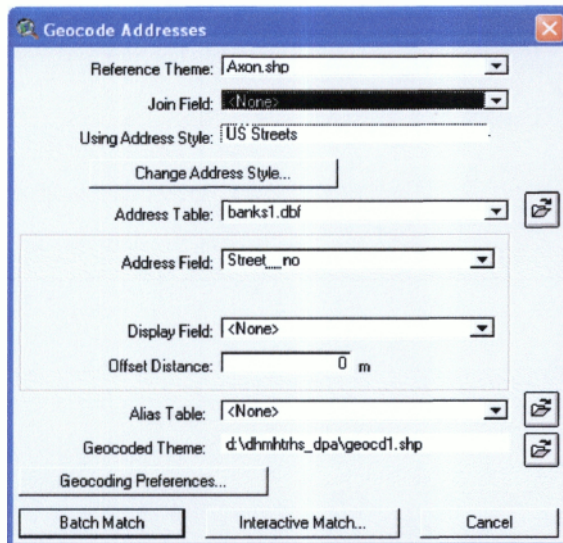 Geocode Addresses
Reference Theme: Axon.shp
Join Field: <None>
Using Address Style: US Streets
Change Address Style...
Address Table: banks1.dbf
Address Field: Street__no
Display Field: <None>
Offset Distance: 0 m
Alias Table: <None>
Geocoded Theme: d:\dhmhtrhs_dpa\geocd1.shp
Geocoding Preferences...
Batch Match Interactive Match... Cancel